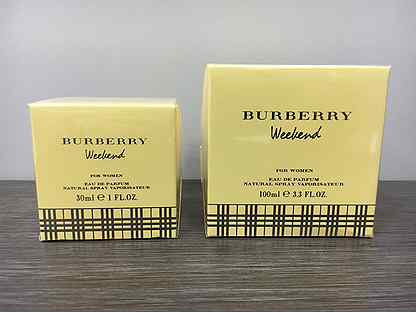 BURBERRY
Weekend
FOR WOMEN
EAU DE PARFUM
NATURAL SPRAY VAPORISATEUR
30ml ℮ 1 FL.OZ.
BURBERRY
Weekend
FOR WOMEN
EAU DE PARFUM
NATURAL SPRAY VAPORISATEUR
100ml ℮ 3.3 FL.OZ.